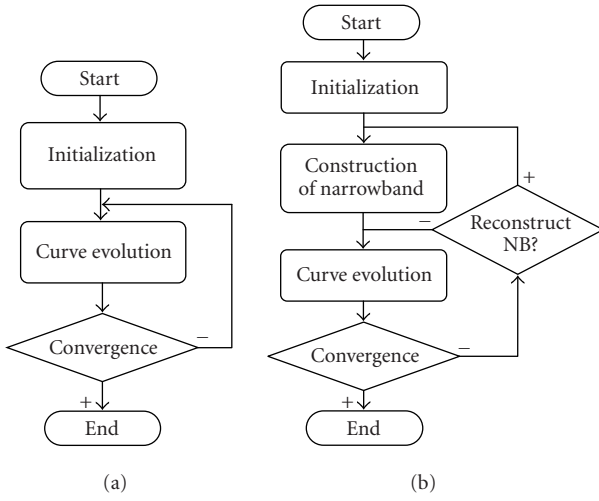 Start
Initialization
Curve evolution
Convergence
−
+
End
(a)
Start
Initialization
Construction
of narrowband
+
−
Reconstruct
NB?
Curve evolution
Convergence
−
+
End
(b)